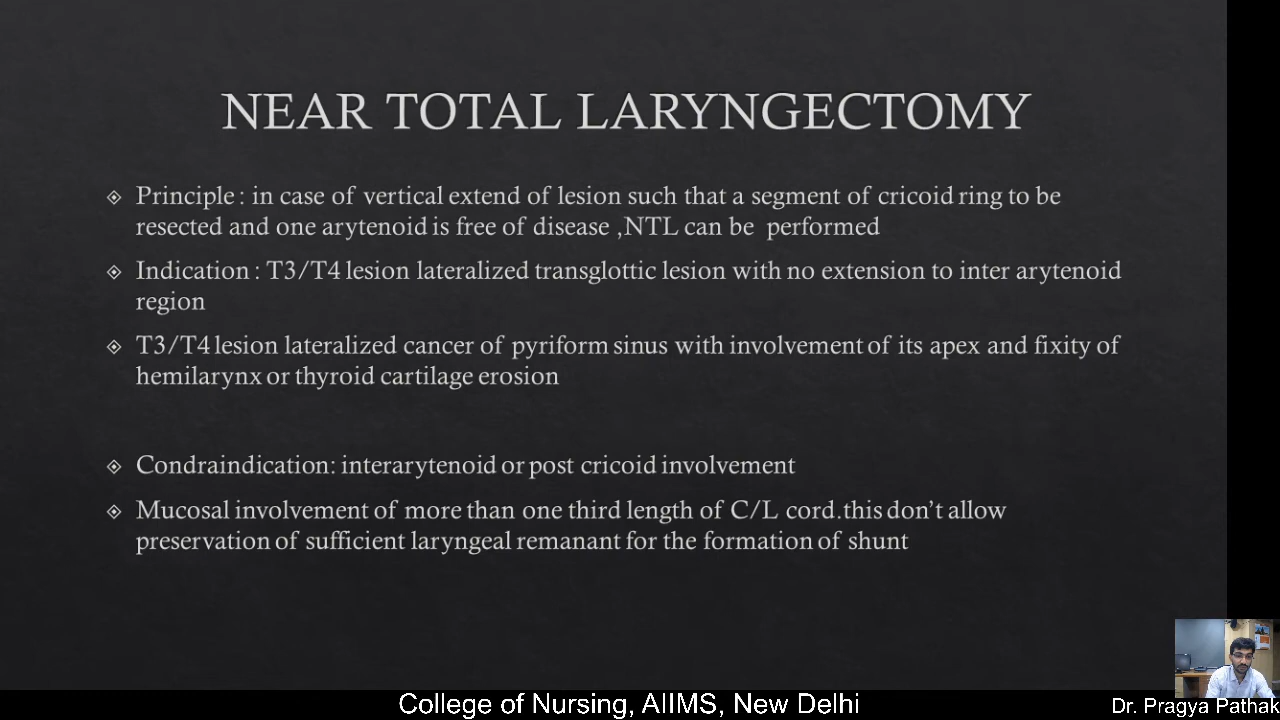 NEAR TOTAL LARYNGECTOMY
Principle : in case of vertical extend of lesion such that a segment of cricoid ring to be
resected and one arytenoid is free of disease ,NTL can be performed
Indication : T3/T4 lesion lateralized transglottic lesion with no extension to inter arytenoid
region
T3/T4 lesion lateralized cancer of pyriform sinus with involvement of its apex and fixity of
hemilarynx or thyroid cartilage erosion
Condraindication: interarytenoid or post cricoid involvement
Mucosal involvement of more than one third length of C/L cord.this don’t allow
preservation of sufficient laryngeal remanant for the formation of shunt
College of Nursing, AIIMS, New Delhi
Dr. Pragya Pathak